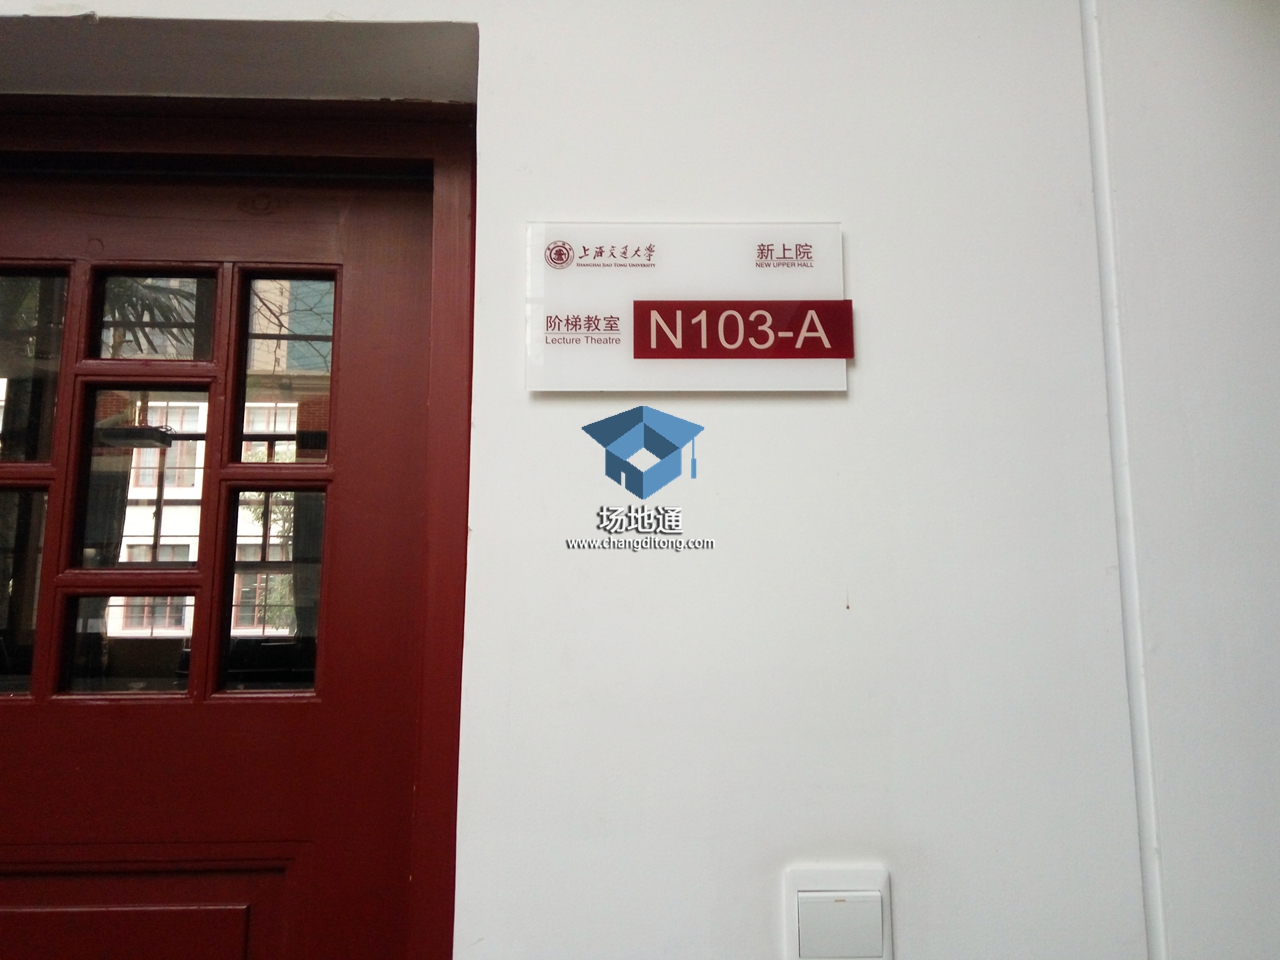 上海交通大学
SHANGHAI JIAO TONG UNIVERSITY
新上院
NEW UPPER HALL
阶梯教室
Lecture Theatre
N103-A
场地通
www.changditong.com